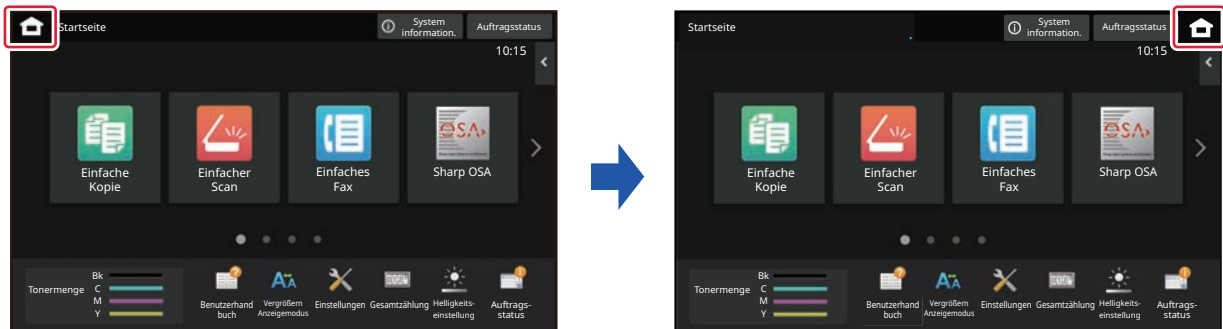 Startseite
System
information.
Auftragsstatus
10:15
Einfache
Kopie
Einfacher
Scan
Einfaches
Fax
OSA
Sharp OSA
Tonermenge
Bk
C
M
Y
Benutzerhand
buch
Vergrößern
Anzeigemodus
Einstellungen
Gesamtzählung
Helligkeits-
einstellung
Auftrags-
status
Startseite
System
information.
Auftragsstatus
10:15
Einfache
Kopie
Einfacher
Scan
Einfaches
Fax
OSA
Sharp OSA
Tonermenge
Bk
C
M
Y
Benutzerhand
buch
Vergrößern
Anzeigemodus
Einstellungen
Gesamtzählung
Helligkeits-
einstellung
Auftrags-
status